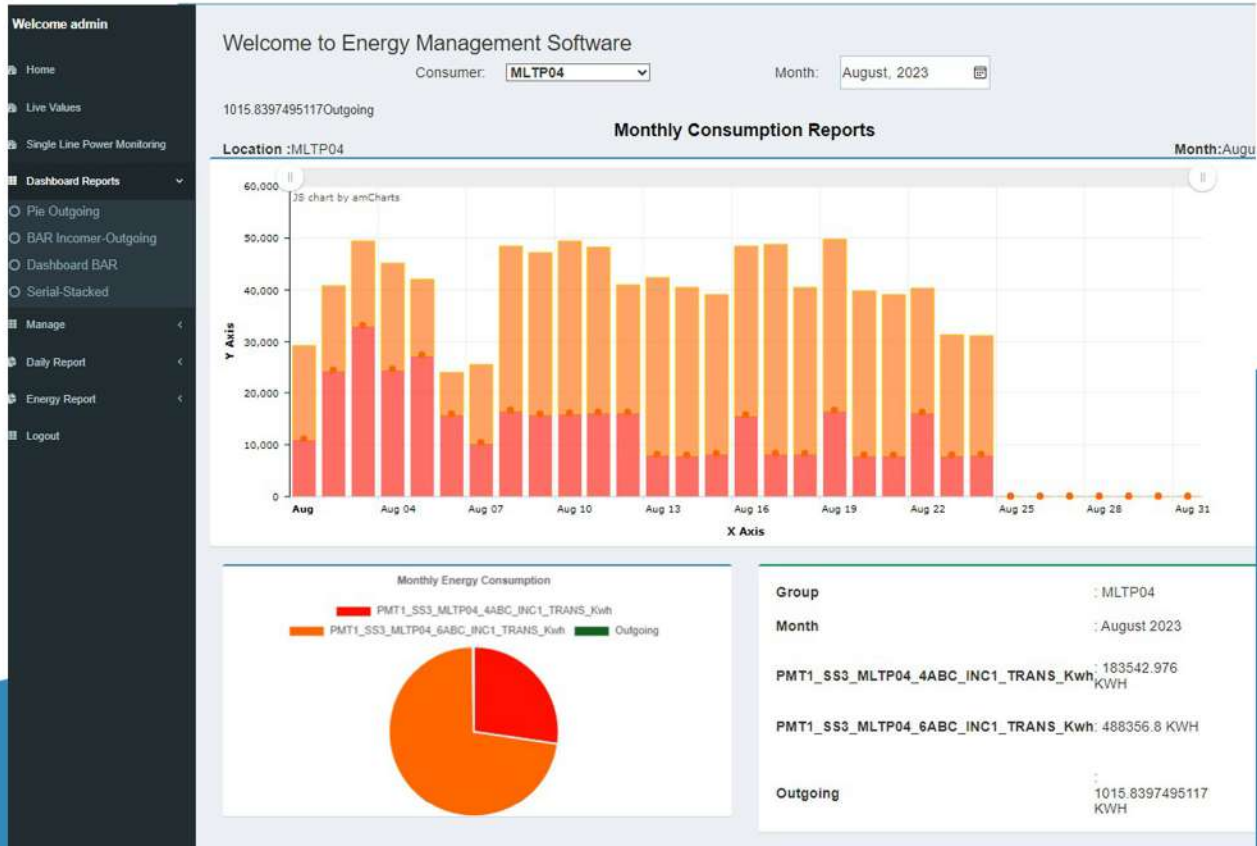 Welcome admin
Home
Live Values
Single Line Power Monitoring
Dashboard Reports
Pie Outgoing
BAR Incomer-Outgoing
Dashboard BAR
Serial-Stacked
Manage
Daily Report
Energy Report
Logout
Welcome to Energy Management Software
Consumer: MLTP04 Month: August, 2023
1015.8397495117Outgoing
Monthly Consumption Reports
Location :MLTP04 Month:Augu
JS chart by amCharts
60,000
50,000
40,000
30,000
20,000
10,000
0
Y Axis
Aug Aug 04 Aug 07 Aug 10 Aug 13 Aug 16 Aug 19 Aug 22 Aug 25 Aug 28 Aug 31
X Axis
Monthly Energy Consumption
PMT1_SS3_MLTP04_4ABC_INC1_TRANS_Kwh
PMT1_SS3_MLTP04_6ABC_INC1_TRANS_Kwh Outgoing
Group : MLTP04
Month : August 2023
PMT1_SS3_MLTP04_4ABC_INC1_TRANS_Kwh : 183542.976
KWH
PMT1_SS3_MLTP04_6ABC_INC1_TRANS_Kwh : 488356.8 KWH
:
Outgoing 1015.8397495117
KWH